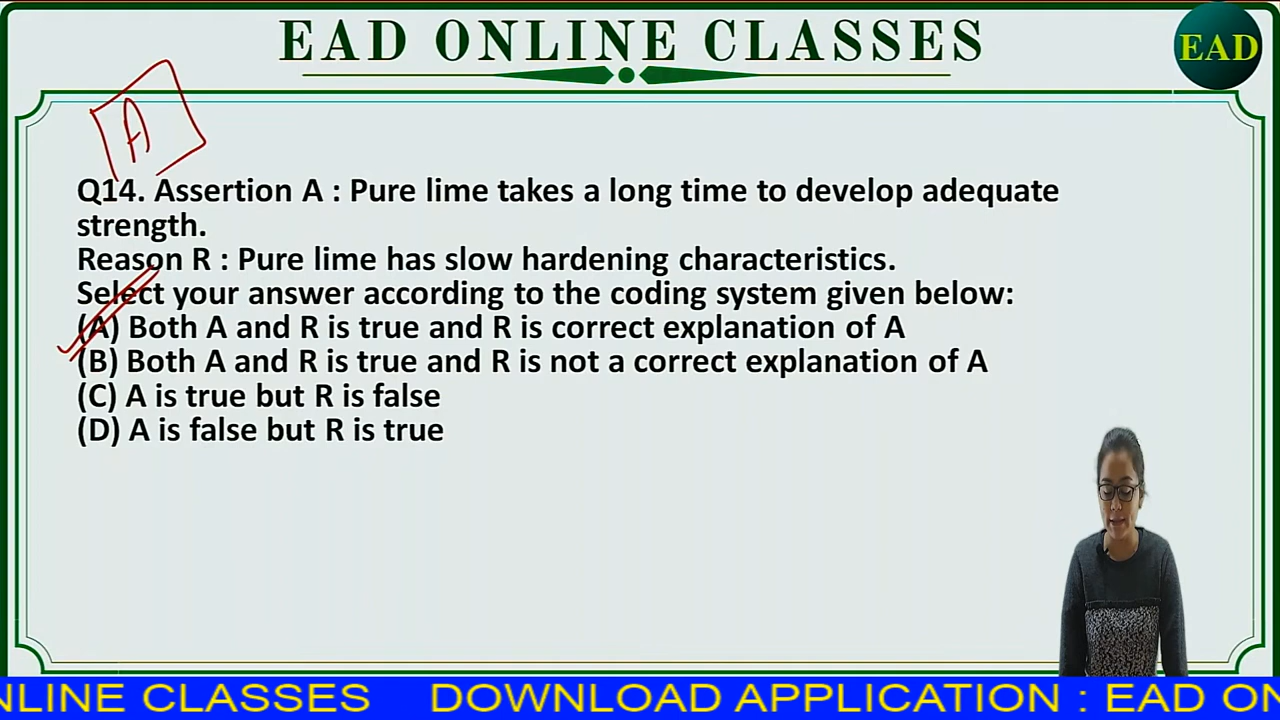 EAD ONLINE CLASSES
EAD
A
Q14. Assertion A : Pure lime takes a long time to develop adequate
strength.
Reason R : Pure lime has slow hardening characteristics.
Select your answer according to the coding system given below:
(A) Both A and R is true and R is correct explanation of A
(B) Both A and R is true and R is not a correct explanation of A
(C) A is true but R is false
(D) A is false but R is true
NLINE CLASSES DOWNLOAD APPLICATION : EAD ON